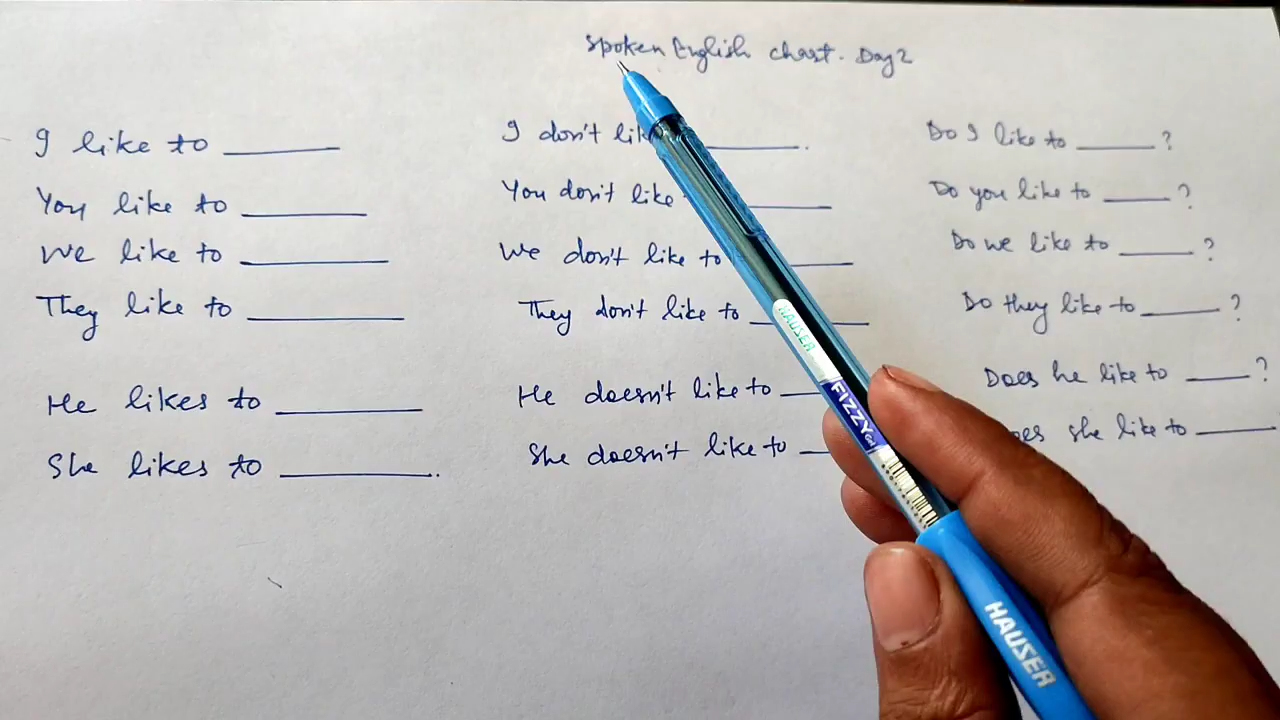 Spoken English chart. Day 2
I like to ______
You like to ______
We like to ______
They like to ______
He likes to ______
She likes to ______.
I don't like ______.
You don't like ______
We don't like to ______
They don't like to ______
He doesn't like to ______
She doesn't like to ______
Do I like to ______?
Do you like to ______?
Do we like to ______?
Do they like to ______?
Does he like to ______?
she like to ______
HAUSER
FIZZY Gel
HAUSER